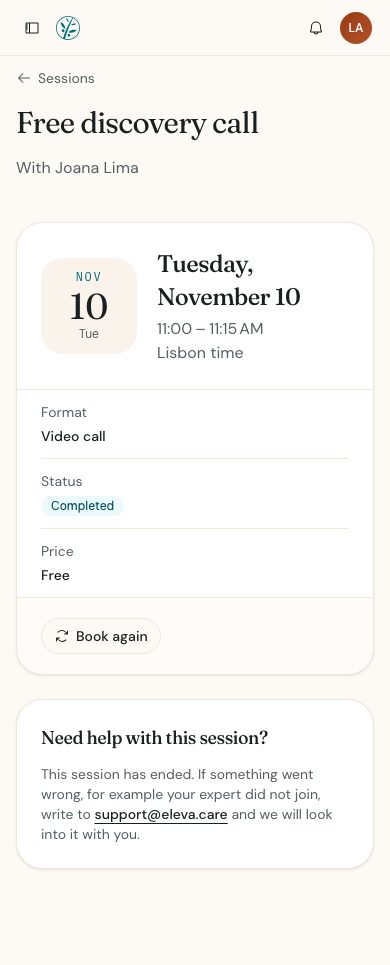 LA
Sessions
Free discovery call
With Joana Lima
NOV
10
Tue
Tuesday,
November 10
11:00 – 11:15 AM
Lisbon time
Format
Video call
Status
Completed
Price
Free
Book again
Need help with this session?
This session has ended. If something went
wrong, for example your expert did not join,
write to support@eleva.care and we will look
into it with you.